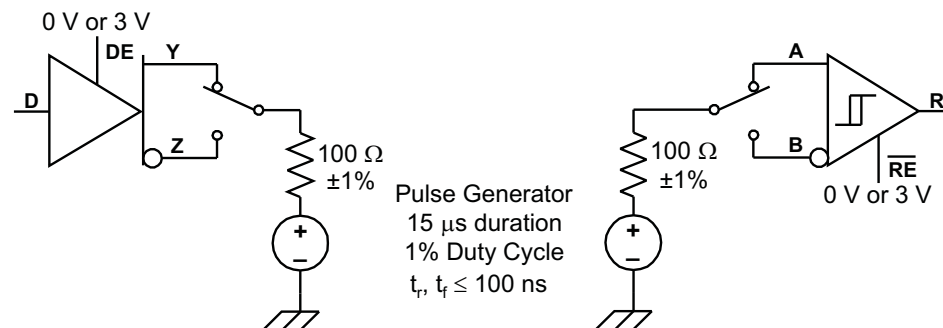 0 V or 3 V
DE
Y
D
Z
100 Ω
±1%
+
–
Pulse Generator
15 μs duration
1% Duty Cycle
tr, tf ≤ 100 ns
A
B
R
100 Ω
±1%
RE
0 V or 3 V
+
–